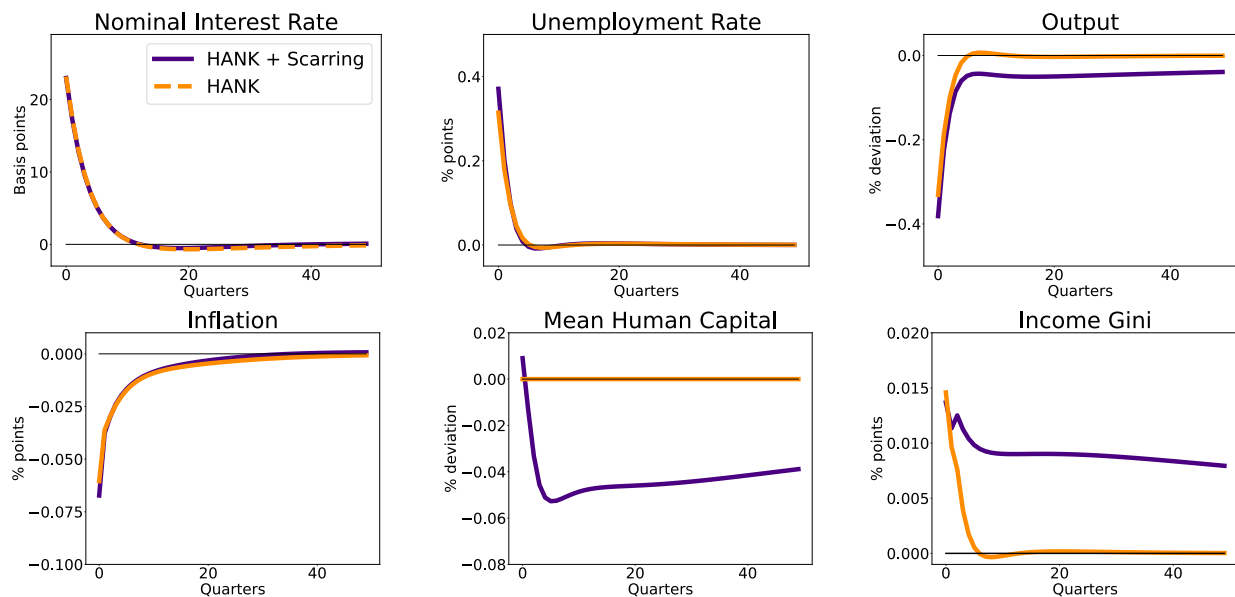 Nominal Interest Rate
Basis points
20
10
0
0
20
40
Quarters
HANK + Scarring
HANK
Unemployment Rate
% points
0.4
0.2
0.0
0
20
40
Quarters
Output
% deviation
0.0
−0.2
−0.4
0
20
40
Quarters
Inflation
% points
0.000
−0.025
−0.050
−0.075
−0.100
0
20
40
Quarters
Mean Human Capital
% deviation
0.02
0.00
−0.02
−0.04
−0.06
−0.08
0
20
40
Quarters
Income Gini
% points
0.020
0.015
0.010
0.005
0.000
0
20
40
Quarters